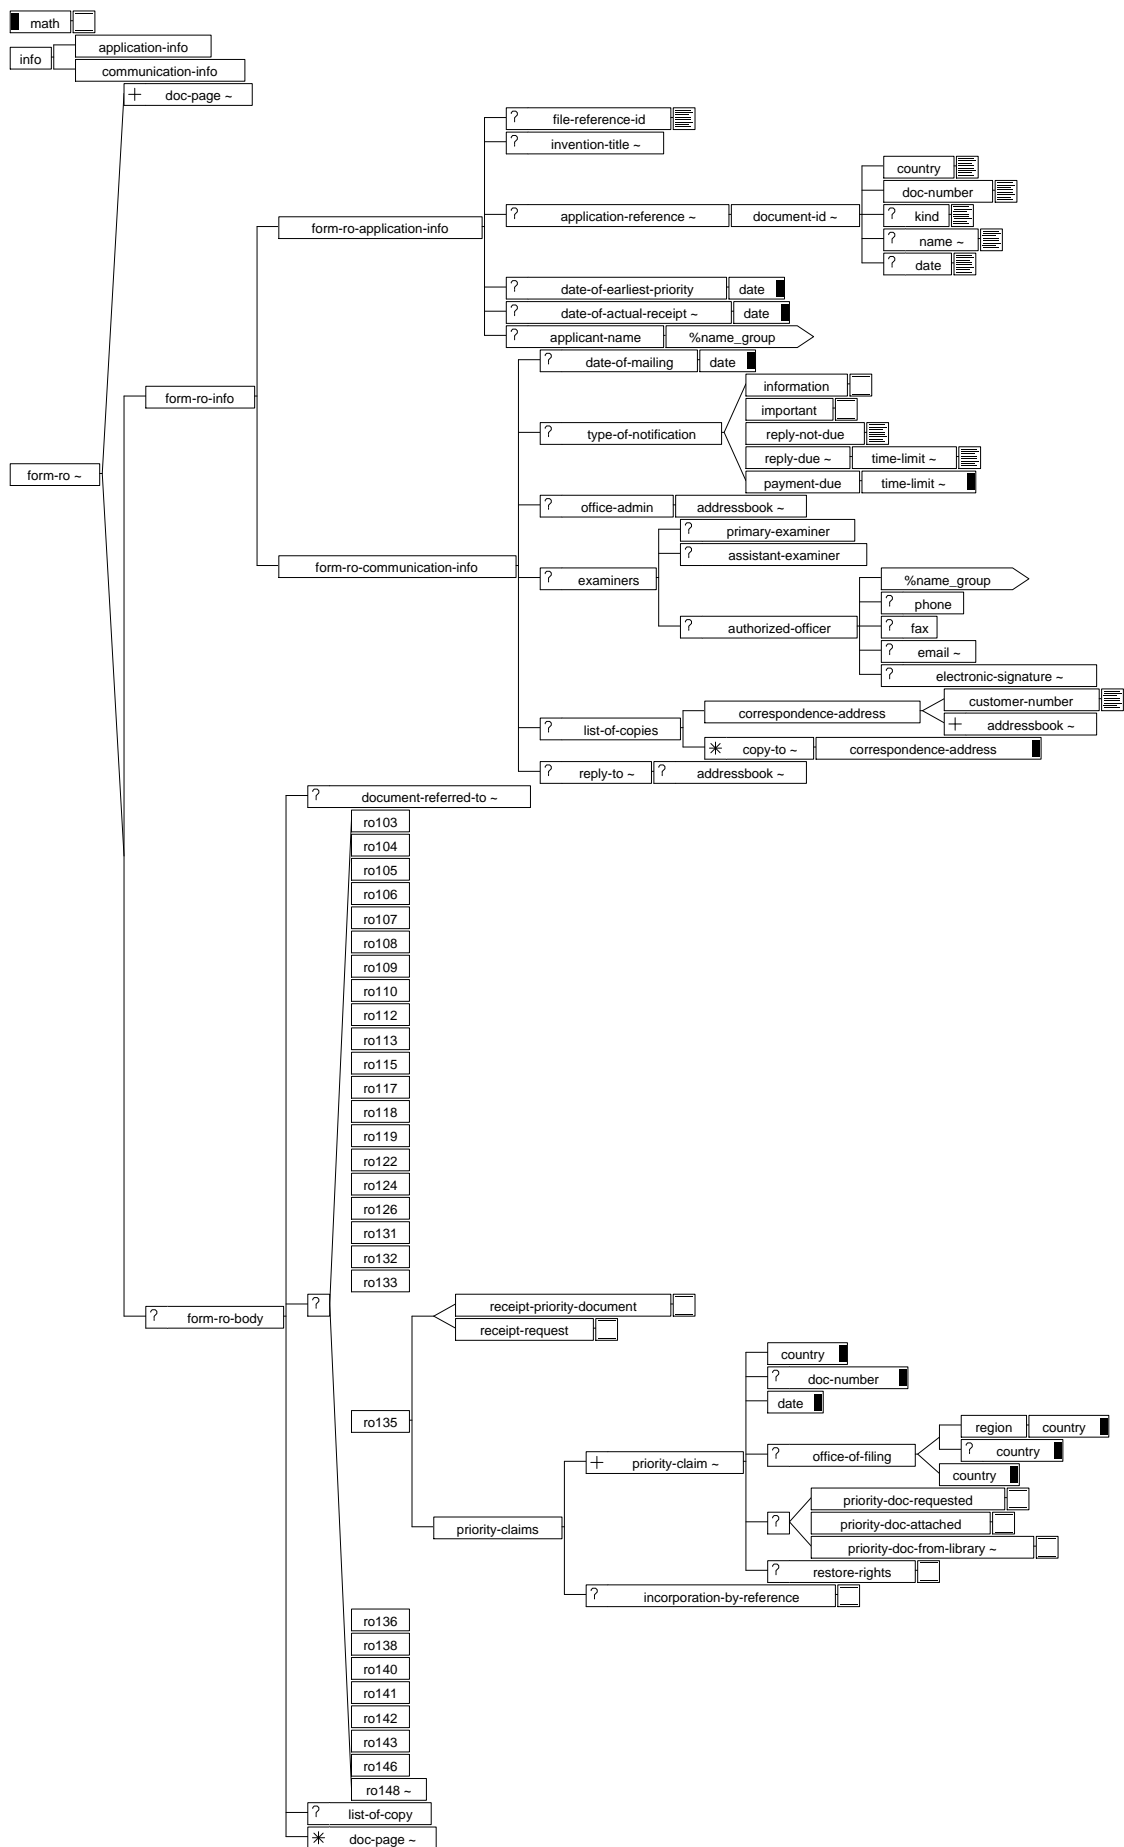 math
info
application-info
communication-info
+ doc-page ~
? file-reference-id
? invention-title ~
country
doc-number
form-ro-application-info
? application-reference ~
document-id ~
? kind
? name ~
? date
? date-of-earliest-priority
date
? date-of-actual-receipt ~
date
? applicant-name
%name_group
? date-of-mailing
date
information
form-ro-info
important
? type-of-notification
reply-not-due
reply-due ~
time-limit ~
form-ro ~
payment-due
time-limit ~
? office-admin
addressbook ~
? primary-examiner
? assistant-examiner
form-ro-communication-info
? examiners
%name_group
? phone
? authorized-officer
? fax
? email ~
? electronic-signature ~
customer-number
correspondence-address
+ addressbook ~
? list-of-copies
* copy-to ~
correspondence-address
? reply-to ~
? addressbook ~
? document-referred-to ~
ro103
ro104
ro105
ro106
ro107
ro108
ro109
ro110
ro112
ro113
ro115
ro117
ro118
ro119
ro122
ro124
ro126
ro131
ro132
ro133
? form-ro-body
?
receipt-priority-document
receipt-request
country
? doc-number
date
ro135
region
country
+ priority-claim ~
? office-of-filing
? country
country
priority-claims
?
priority-doc-requested
priority-doc-attached
priority-doc-from-library ~
? restore-rights
? incorporation-by-reference
ro136
ro138
ro140
ro141
ro142
ro143
ro146
ro148 ~
? list-of-copy
* doc-page ~